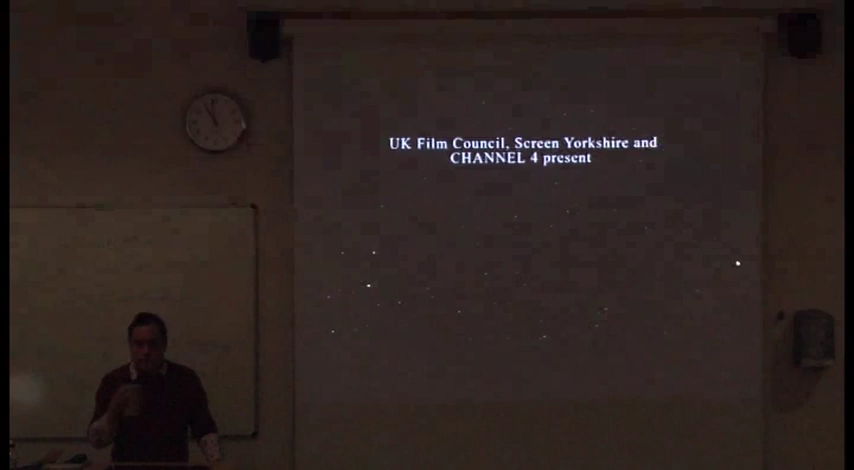 UK Film Council, Screen Yorkshire and
CHANNEL 4 present